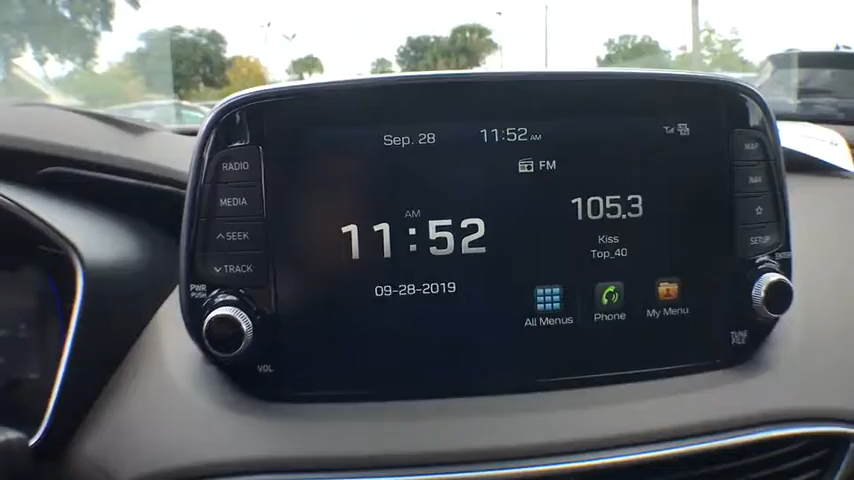 Sep. 28
11:52 AM
FM
RADIO
MEDIA
SEEK
TRACK
PWR
PUSH
VOL
AM
11:52
09-28-2019
105.3
Kiss
Top_40
All Menus
Phone
My Menu
MAP
NAV
SETUP
ENTER
TUNE
FILE